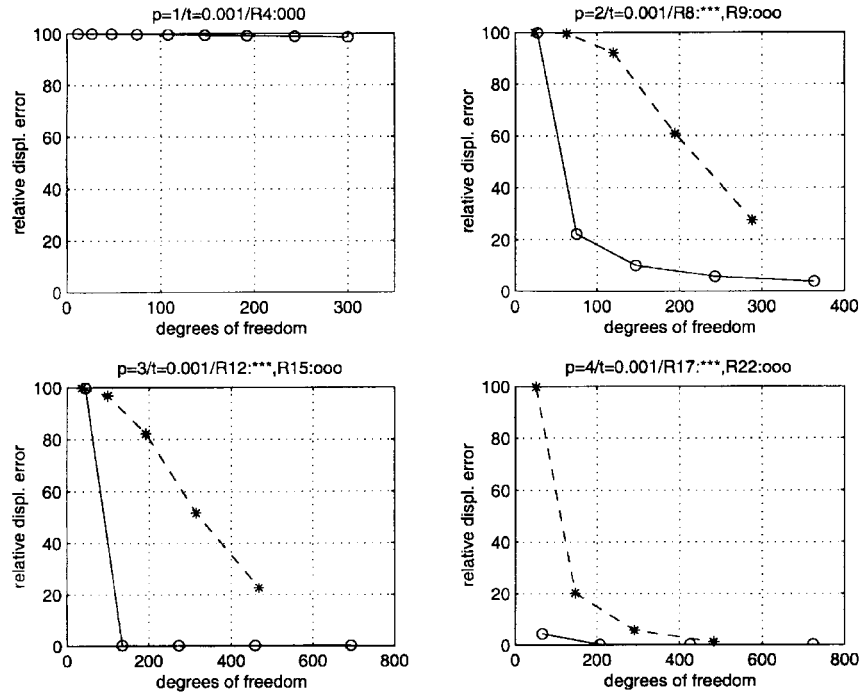 p=1/t=0.001/R4:ooo
relative displ. error
100
80
60
40
20
0
0 100 200 300
degrees of freedom
p=2/t=0.001/R8:***,R9:ooo
relative displ. error
100
80
60
40
20
0
0 100 200 300 400
degrees of freedom
p=3/t=0.001/R12:***,R15:ooo
relative displ. error
100
80
60
40
20
0
0 200 400 600 800
degrees of freedom
p=4/t=0.001/R17:***,R22:ooo
relative displ. error
100
80
60
40
20
0
0 200 400 600 800
degrees of freedom